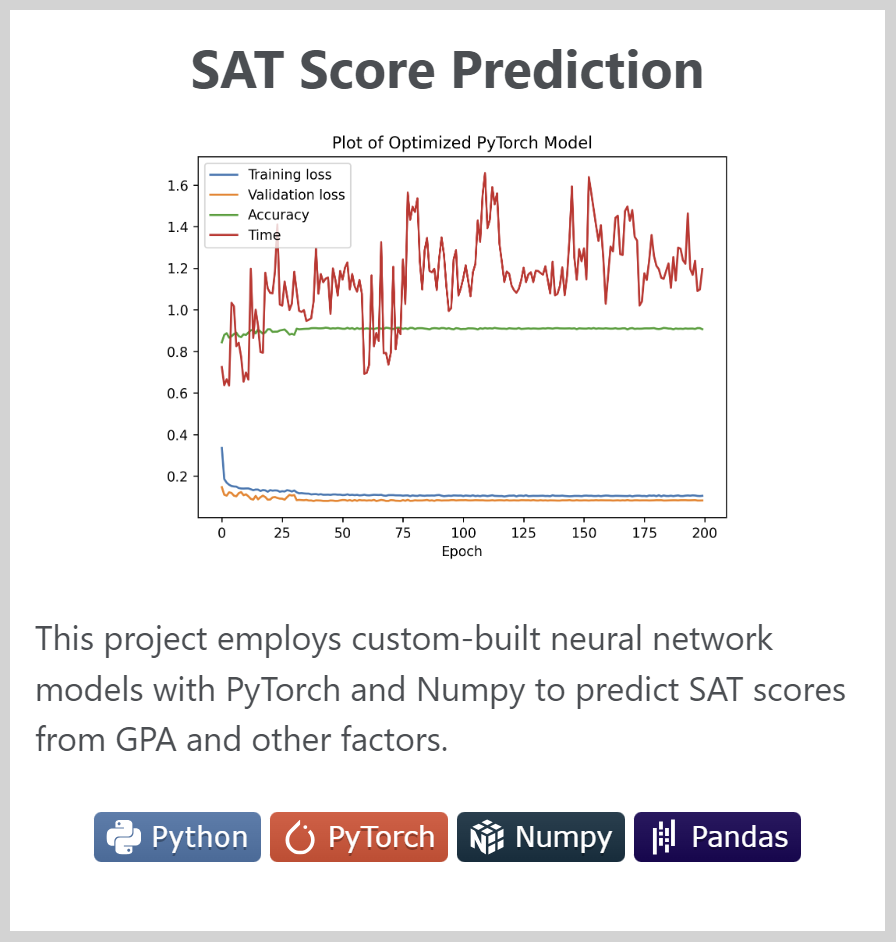 SAT Score Prediction
Plot of Optimized PyTorch Model
Training loss
Validation loss
Accuracy
Time
1.6
1.4
1.2
1.0
0.8
0.6
0.4
0.2
0 25 50 75 100 125 150 175 200
Epoch
This project employs custom-built neural network
models with PyTorch and Numpy to predict SAT scores
from GPA and other factors.
Python PyTorch Numpy Pandas